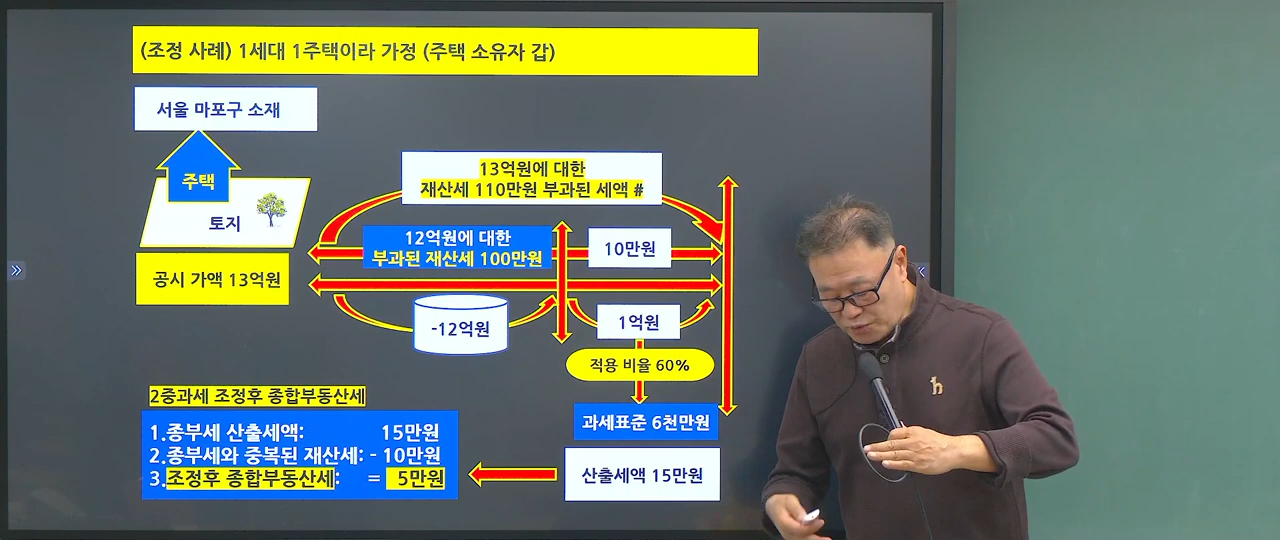 (조정 사례) 1세대 1주택이라 가정 (주택 소유자 갑)
서울 마포구 소재
주택
토지
공시 가액 13억원
13억원에 대한
재산세 110만원 부과된 세액 #
12억원에 대한
부과된 재산세 100만원
10만원
-12억원
1억원
적용 비율 60%
과세표준 6천만원
산출세액 15만원
2중과세 조정후 종합부동산세
1.종부세 산출세액: 15만원
2.종부세와 중복된 재산세: - 10만원
3.조정후 종합부동산세: = 5만원
h